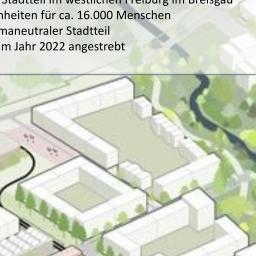 Stadtteil im westlichen Freiburg im Breisgau
nheiten für ca. 16.000 Menschen
maneutraler Stadtteil
m Jahr 2022 angestrebt